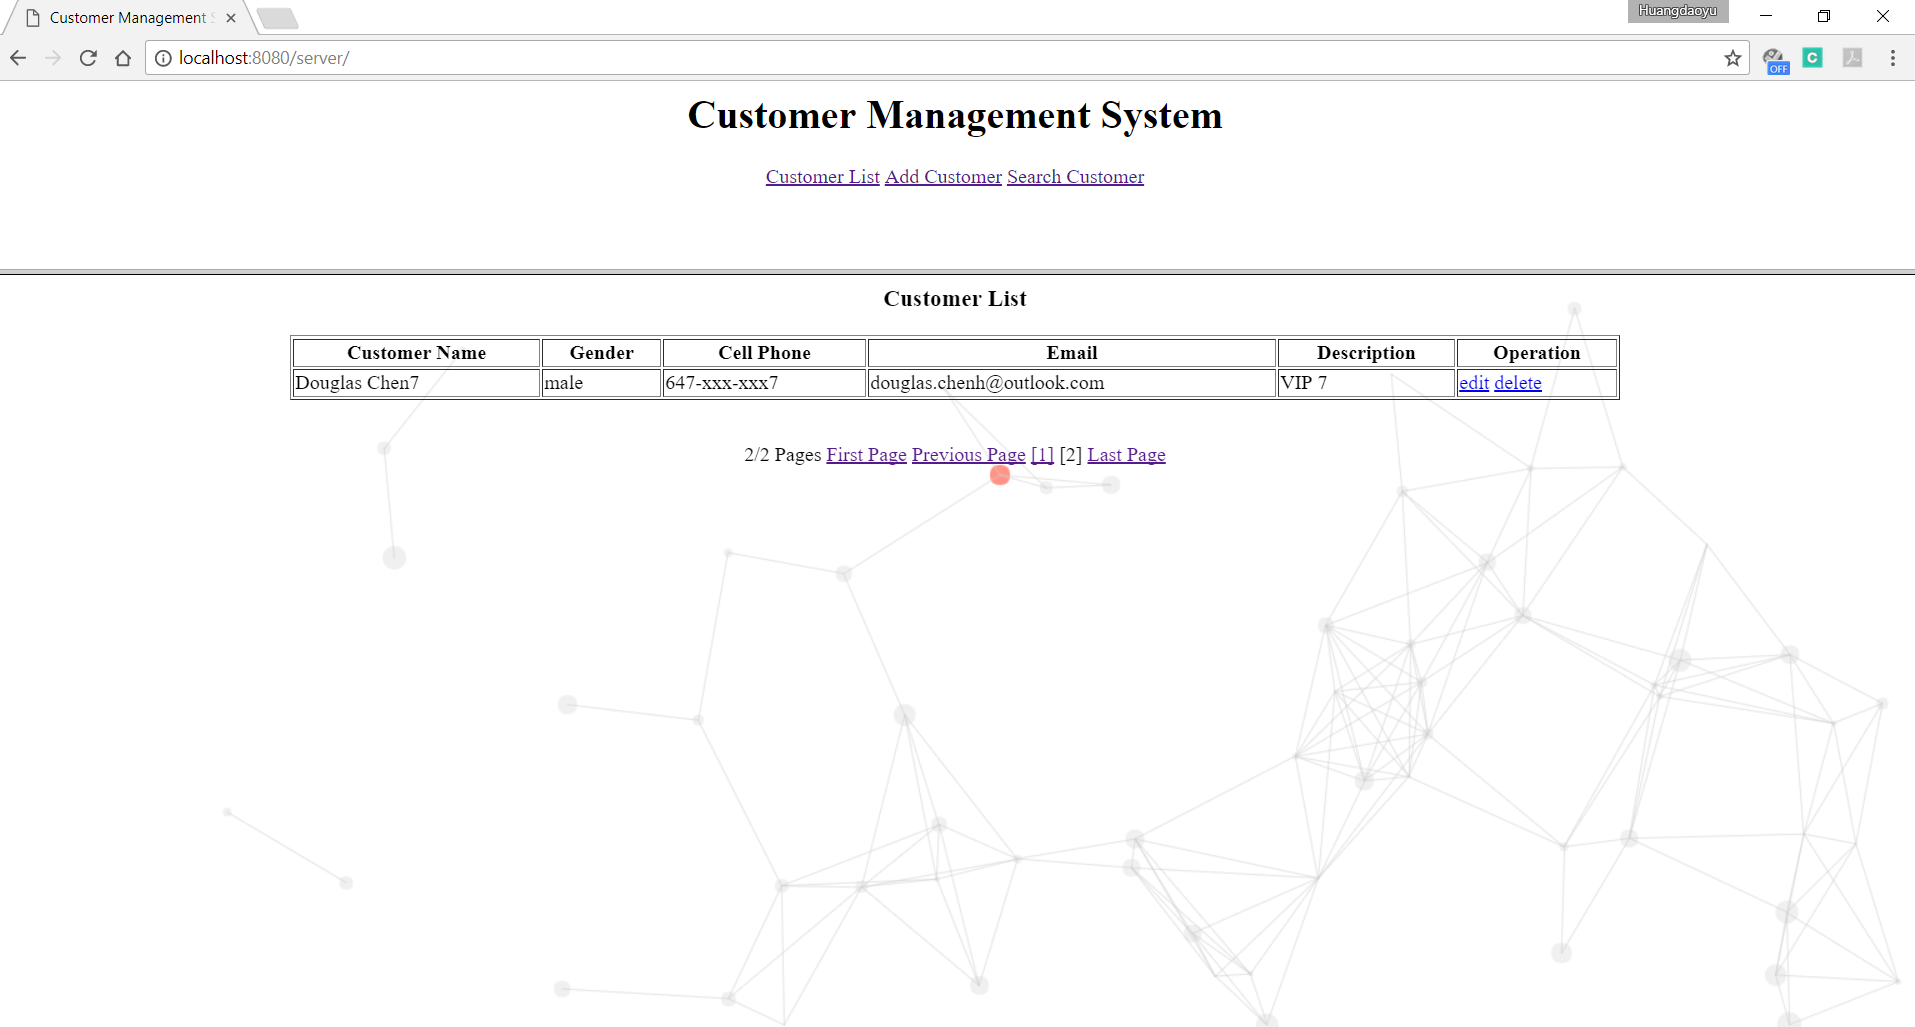 Customer Management S
Huangdaoyu
localhost:8080/server/
OFF
C
Customer Management System
Customer List Add Customer Search Customer
Customer List
Customer Name Gender Cell Phone Email Description Operation
Douglas Chen7 male 647-xxx-xxx7 douglas.chenh@outlook.com VIP 7 edit delete
2/2 Pages First Page Previous Page [1] [2] Last Page